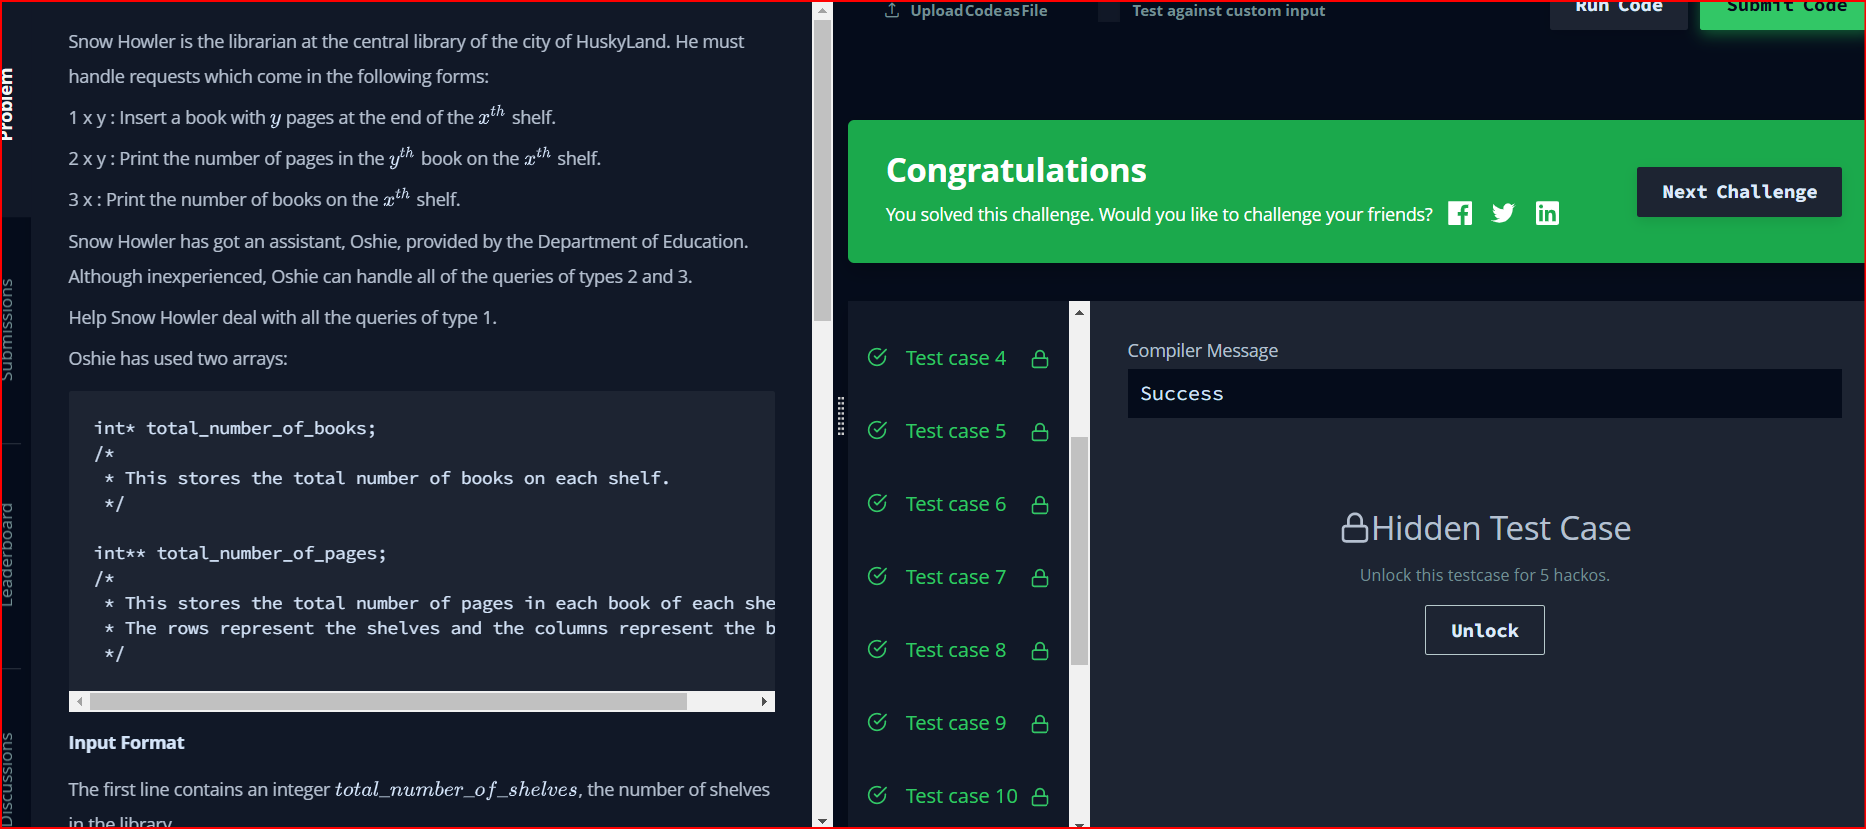 Problem
Submissions
Leaderboard
Discussions
Snow Howler is the librarian at the central library of the city of HuskyLand. He must
handle requests which come in the following forms:
1 x y : Insert a book with y pages at the end of the x^th shelf.
2 x y : Print the number of pages in the y^th book on the x^th shelf.
3 x : Print the number of books on the x^th shelf.
Snow Howler has got an assistant, Oshie, provided by the Department of Education.
Although inexperienced, Oshie can handle all of the queries of types 2 and 3.
Help Snow Howler deal with all the queries of type 1.
Oshie has used two arrays:
int* total_number_of_books;
/*
* This stores the total number of books on each shelf.
*/
int** total_number_of_pages;
/*
* This stores the total number of pages in each book of each she
* The rows represent the shelves and the columns represent the b
*/
Input Format
The first line contains an integer total_number_of_shelves, the number of shelves
in the library
Upload Code as File
Test against custom input
Run Code
Submit Code
Congratulations
You solved this challenge. Would you like to challenge your friends?
Next Challenge
Test case 4
Test case 5
Test case 6
Test case 7
Test case 8
Test case 9
Test case 10
Compiler Message
Success
Hidden Test Case
Unlock this testcase for 5 hackos.
Unlock